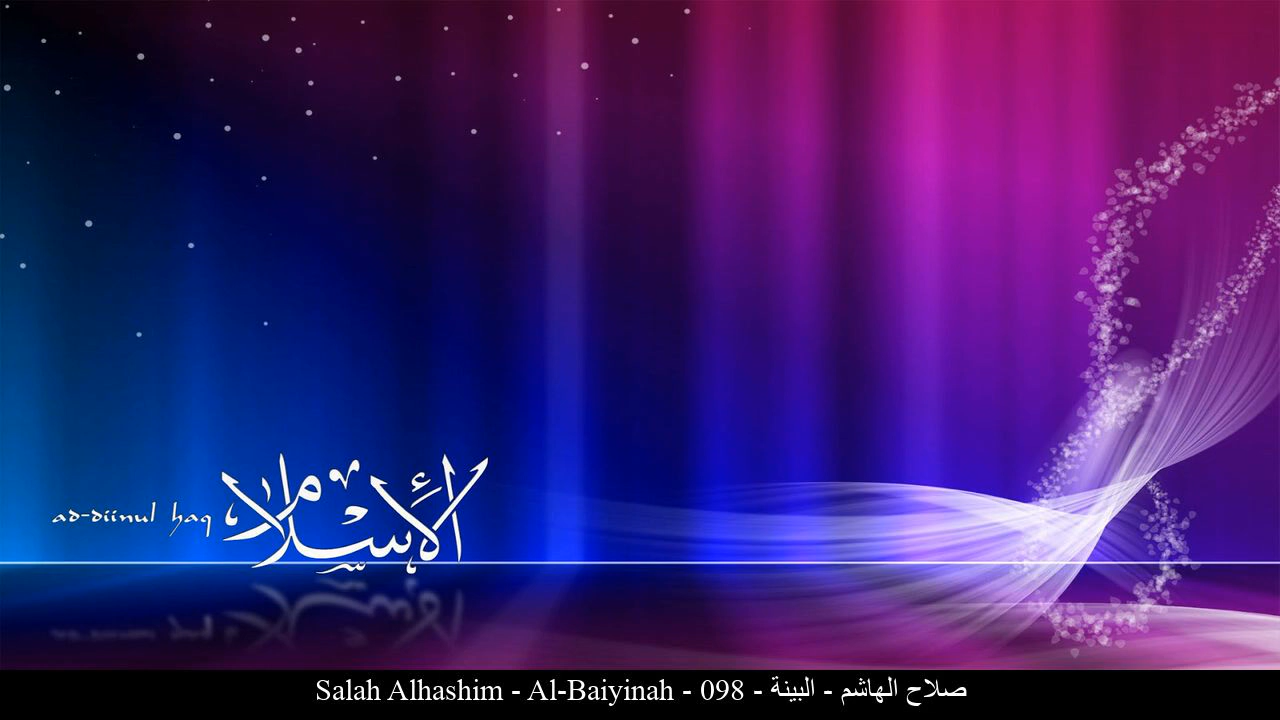 ad-diinul haq الإسلام
Salah Alhashim - Al-Baiyinah - 098 - صلاح الهاشم - البينة